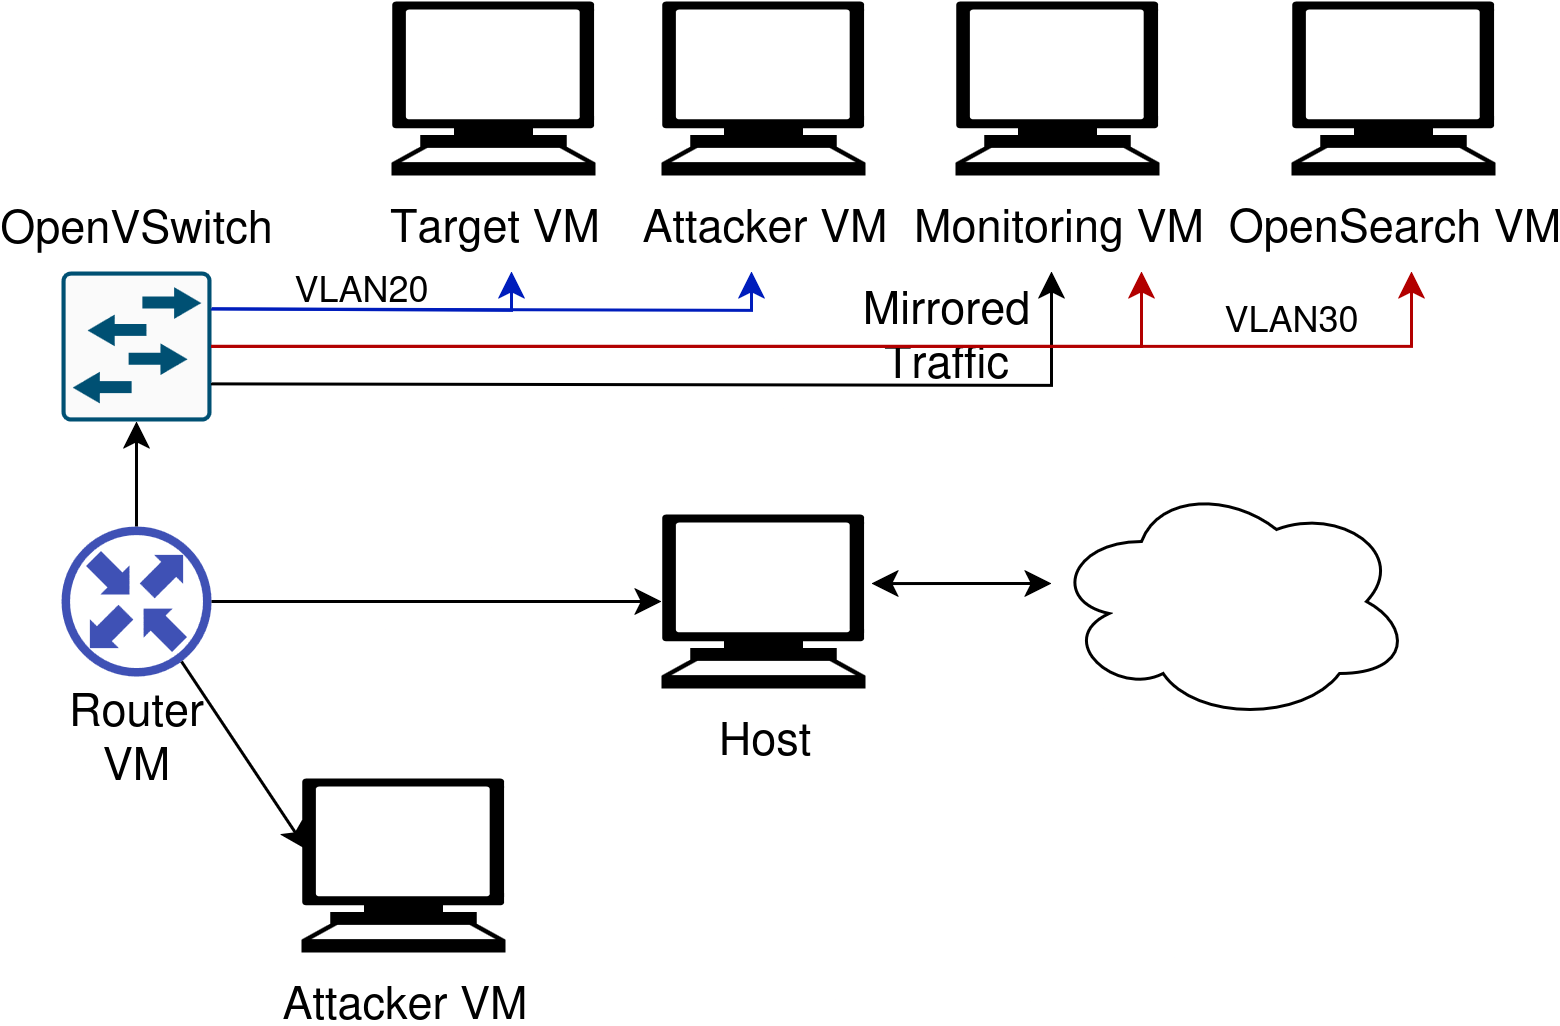 OpenVSwitch
Target VM
Attacker VM
Monitoring VM
OpenSearch VM
VLAN20
Mirrored
Traffic
VLAN30
Router
VM
Host
Attacker VM